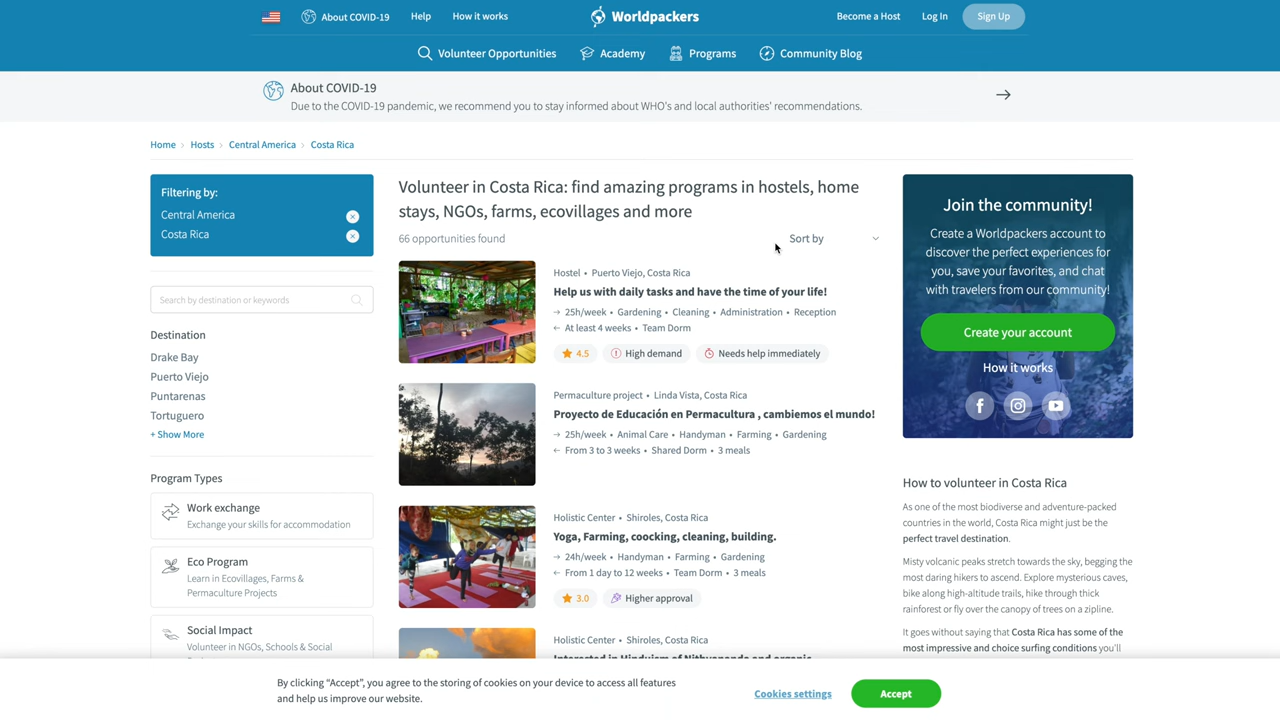 About COVID-19
Help
How it works
Worldpackers
Become a Host
Log In
Sign Up
Volunteer Opportunities
Academy
Programs
Community Blog
About COVID-19
Due to the COVID-19 pandemic, we recommend you to stay informed about WHO's and local authorities' recommendations.
Home › Hosts › Central America › Costa Rica
Filtering by:
Central America
Costa Rica
Search by destination or keywords
Destination
Drake Bay
Puerto Viejo
Puntarenas
Tortuguero
+ Show More
Program Types
Work exchange
Exchange your skills for accommodation
Eco Program
Learn in Ecovillages, Farms &
Permaculture Projects
Social Impact
Volunteer in NGOs, Schools & Social
Volunteer in Costa Rica: find amazing programs in hostels, home
stays, NGOs, farms, ecovillages and more
66 opportunities found
Sort by
Hostel • Puerto Viejo, Costa Rica
Help us with daily tasks and have the time of your life!
→ 25h/week • Gardening • Cleaning • Administration • Reception
← At least 4 weeks • Team Dorm
4.5
High demand
Needs help immediately
Permaculture project • Linda Vista, Costa Rica
Proyecto de Educación en Permacultura , cambiemos el mundo!
→ 25h/week • Animal Care • Handyman • Farming • Gardening
← From 3 to 3 weeks • Shared Dorm • 3 meals
Holistic Center • Shiroles, Costa Rica
Yoga, Farming, coocking, cleaning, building.
→ 24h/week • Handyman • Farming • Gardening
← From 1 day to 12 weeks • Team Dorm • 3 meals
3.0
Higher approval
Holistic Center • Shiroles, Costa Rica
Interested in Hinduism of Nithyananda and organic
Join the community!
Create a Worldpackers account to
discover the perfect experiences for
you, save your favorites, and chat
with travelers from our community!
Create your account
How it works
How to volunteer in Costa Rica
As one of the most biodiverse and adventure-packed
countries in the world, Costa Rica might just be the
perfect travel destination.
Misty volcanic peaks stretch towards the sky, begging the
most daring hikers to ascend. Explore mysterious caves,
bike along high-altitude trails, hike through thick
rainforest or fly over the canopy of trees on a zipline.
It goes without saying that Costa Rica has some of the
most impressive and choice surfing conditions you'll
By clicking “Accept”, you agree to the storing of cookies on your device to access all features
and help us improve our website.
Cookies settings
Accept